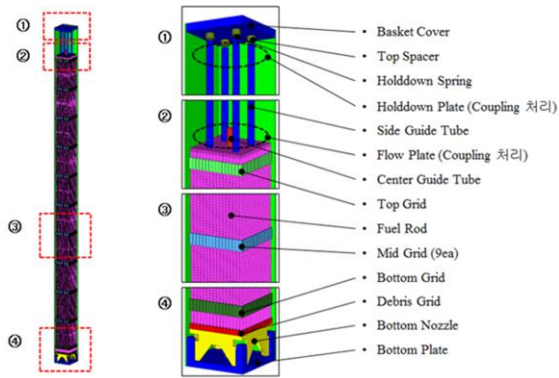 ①
②
③
④
①
②
③
④
• Basket Cover
• Top Spacer
• Holddown Spring
• Holddown Plate (Coupling 처리)
• Side Guide Tube
• Flow Plate (Coupling 처리)
• Center Guide Tube
• Top Grid
• Fuel Rod
• Mid Grid (9ea)
• Bottom Grid
• Debris Grid
• Bottom Nozzle
• Bottom Plate